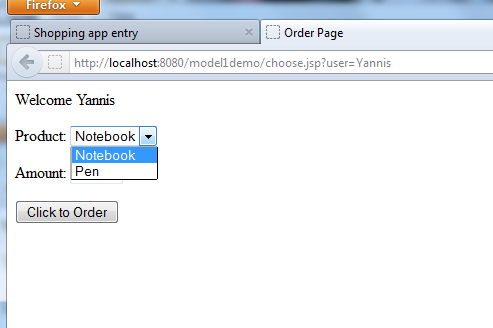 Firefox
Shopping app entry
Order Page
http://localhost:8080/model1demo/choose.jsp?user=Yannis
Welcome Yannis
Product: Notebook
Notebook
Pen
Amount:
Click to Order